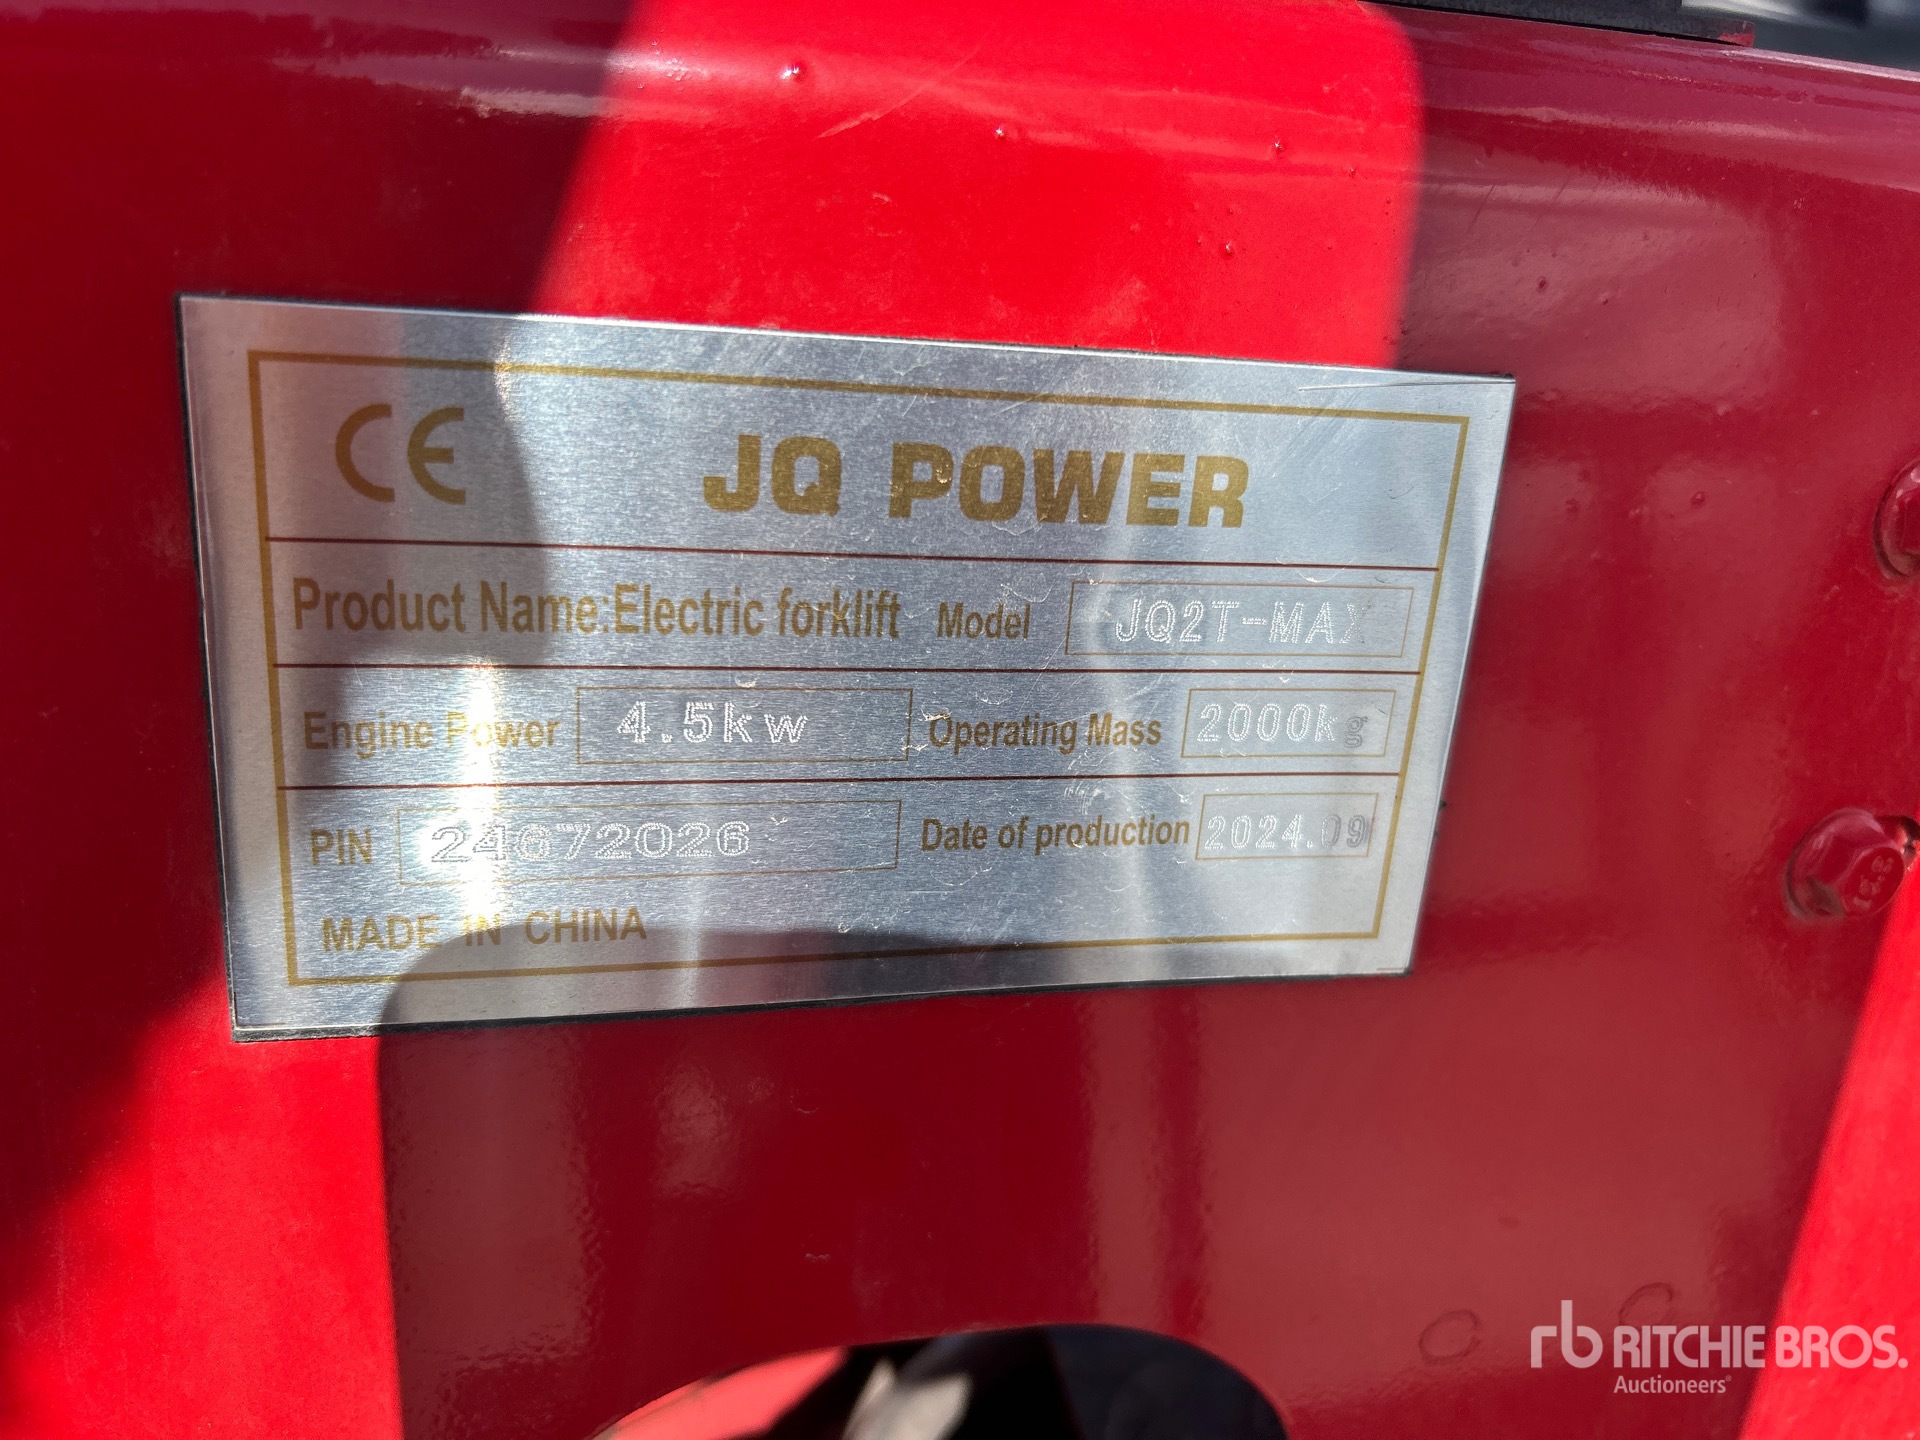 CE JQ POWER
Product Name:Electric forklift Model JQ2T-MAX
Engine Power 4.5kw Operating Mass 2000kg
PIN 24672026 Date of production 2024.09
MADE IN CHINA
rb RITCHIE BROS.
Auctioneers